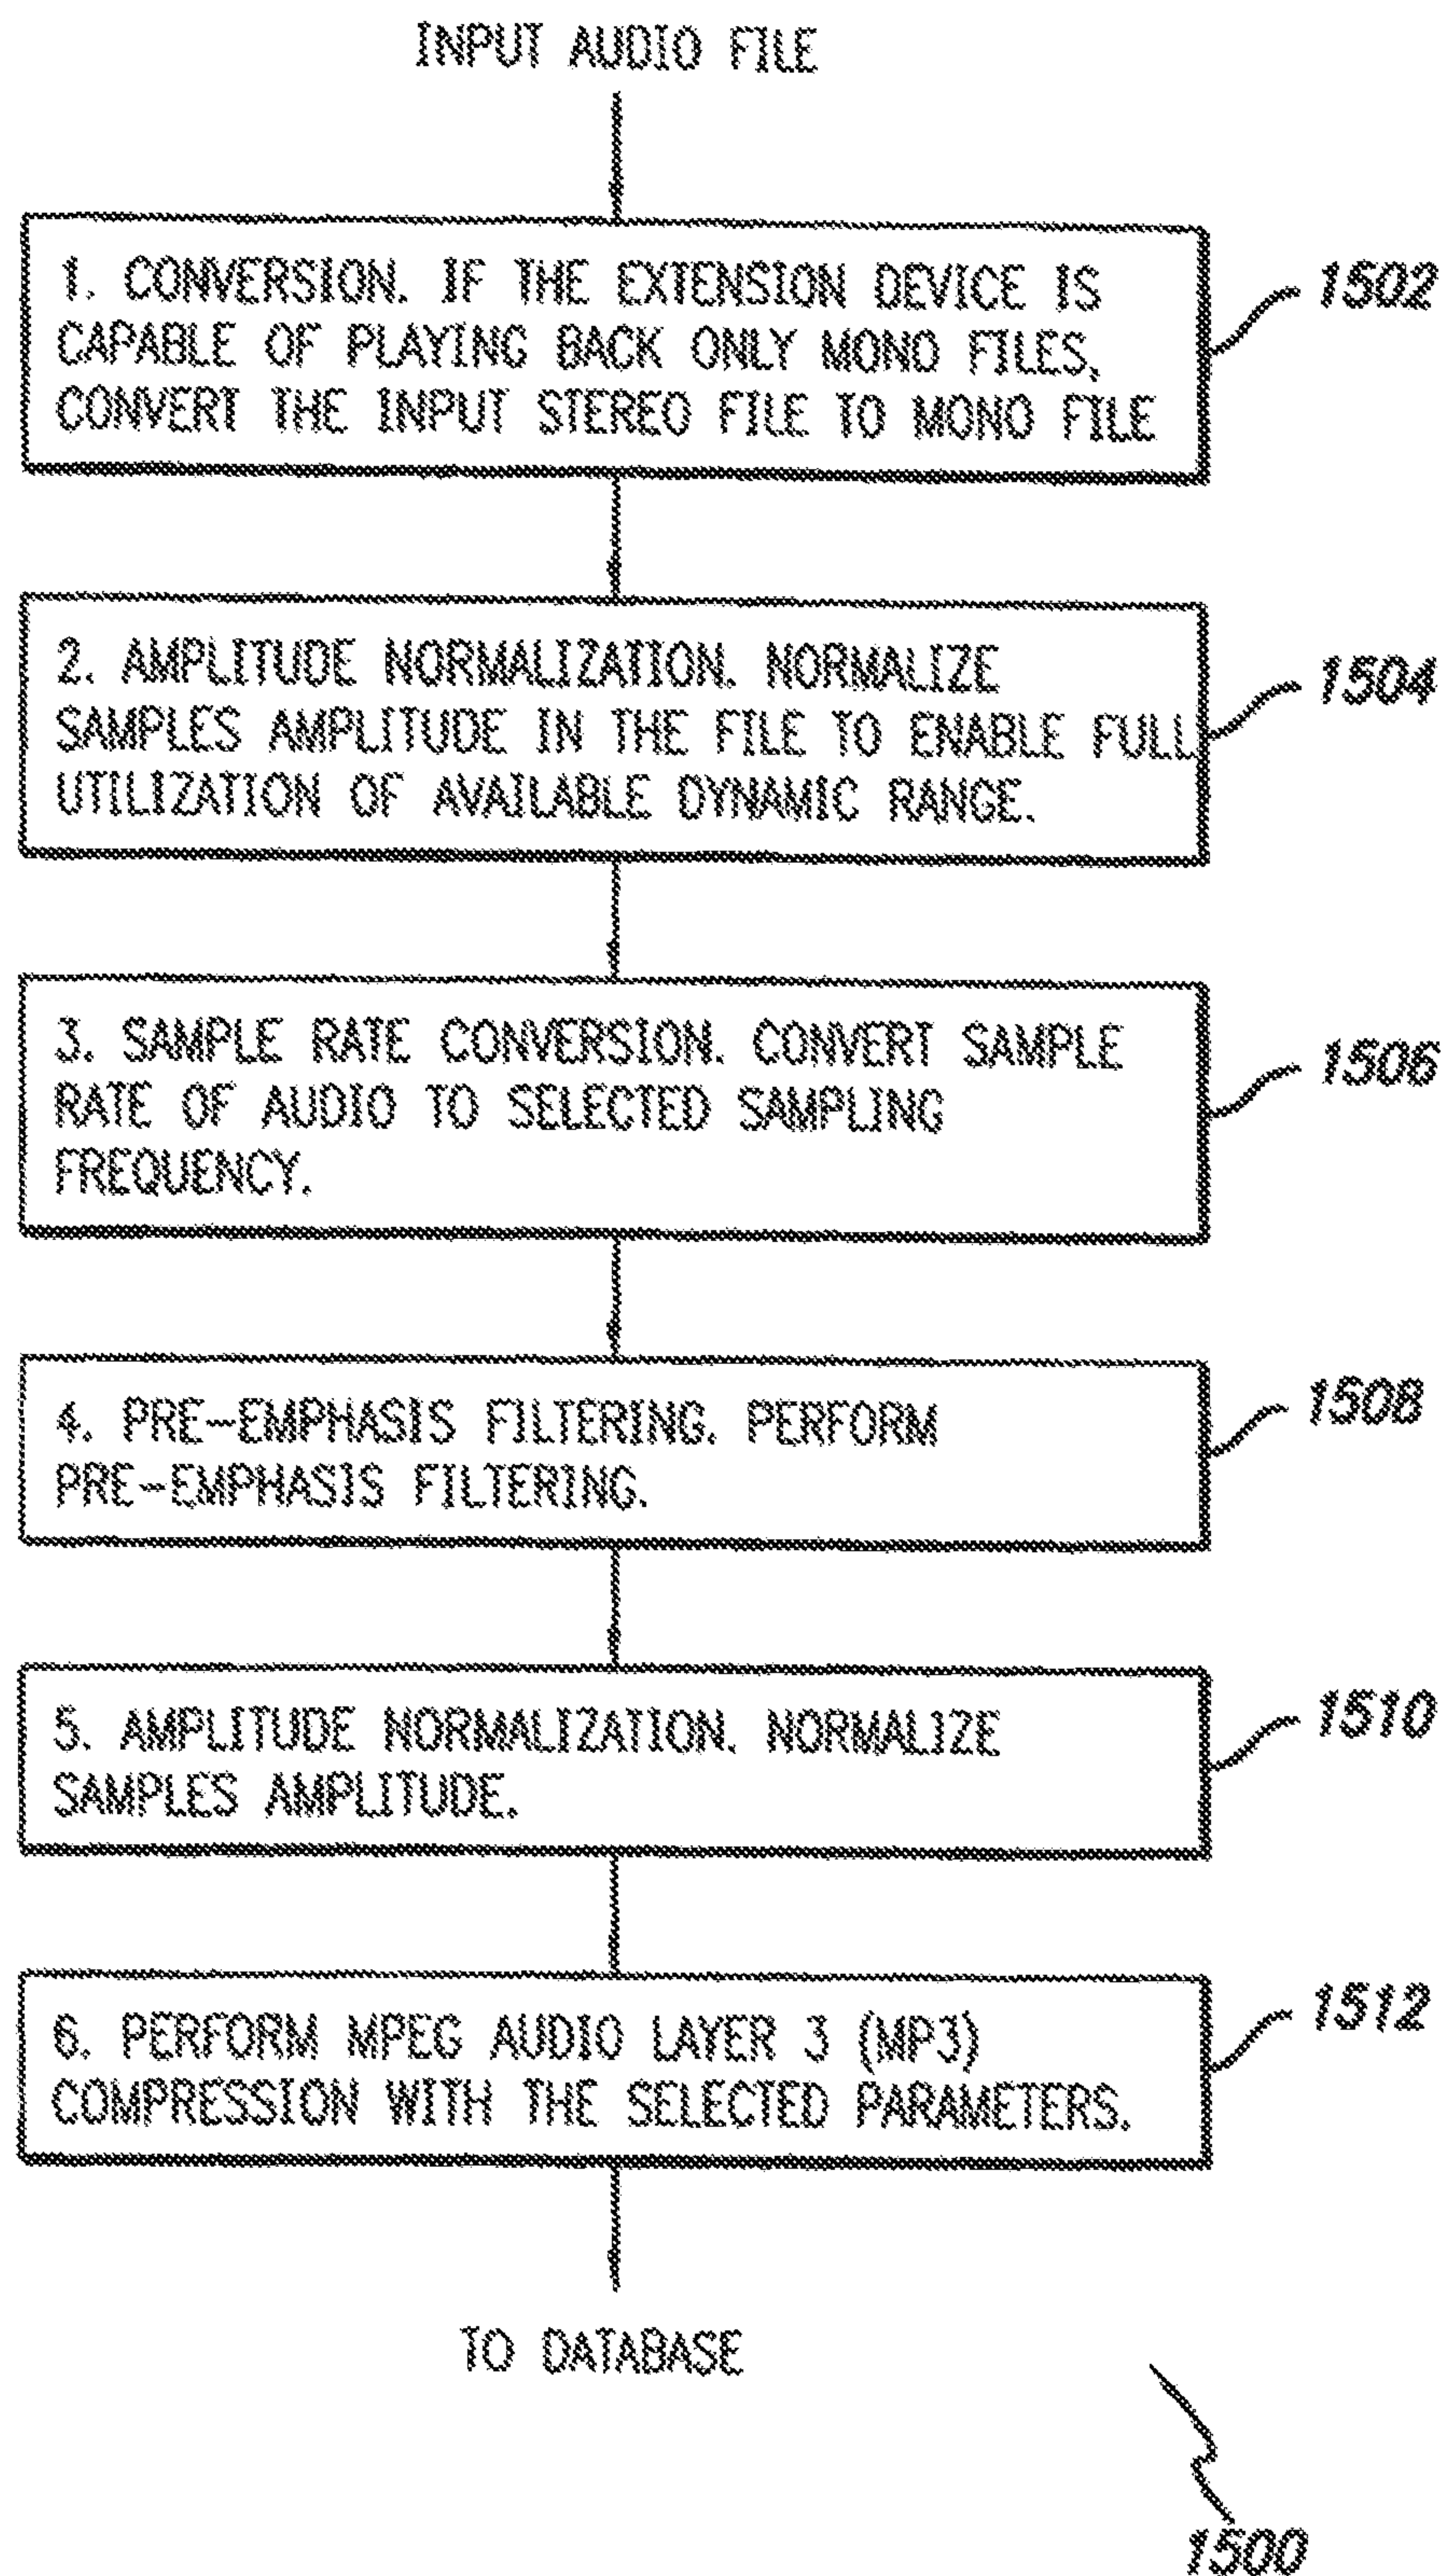 INPUT AUDIO FILE
1. CONVERSION. IF THE EXTENSION DEVICE IS
CAPABLE OF PLAYING BACK ONLY MONO FILES,
CONVERT THE INPUT STEREO FILE TO MONO FILE
1502
2. AMPLITUDE NORMALIZATION. NORMALIZE
SAMPLES AMPLITUDE IN THE FILE TO ENABLE FULL
UTILIZATION OF AVAILABLE DYNAMIC RANGE.
1504
3. SAMPLE RATE CONVERSION. CONVERT SAMPLE
RATE OF AUDIO TO SELECTED SAMPLING
FREQUENCY.
1506
4. PRE-EMPHASIS FILTERING. PERFORM
PRE-EMPHASIS FILTERING.
1508
5. AMPLITUDE NORMALIZATION. NORMALIZE
SAMPLES AMPLITUDE.
1510
6. PERFORM MPEG AUDIO LAYER 3 (MP3)
COMPRESSION WITH THE SELECTED PARAMETERS.
1512
TO DATABASE
1500